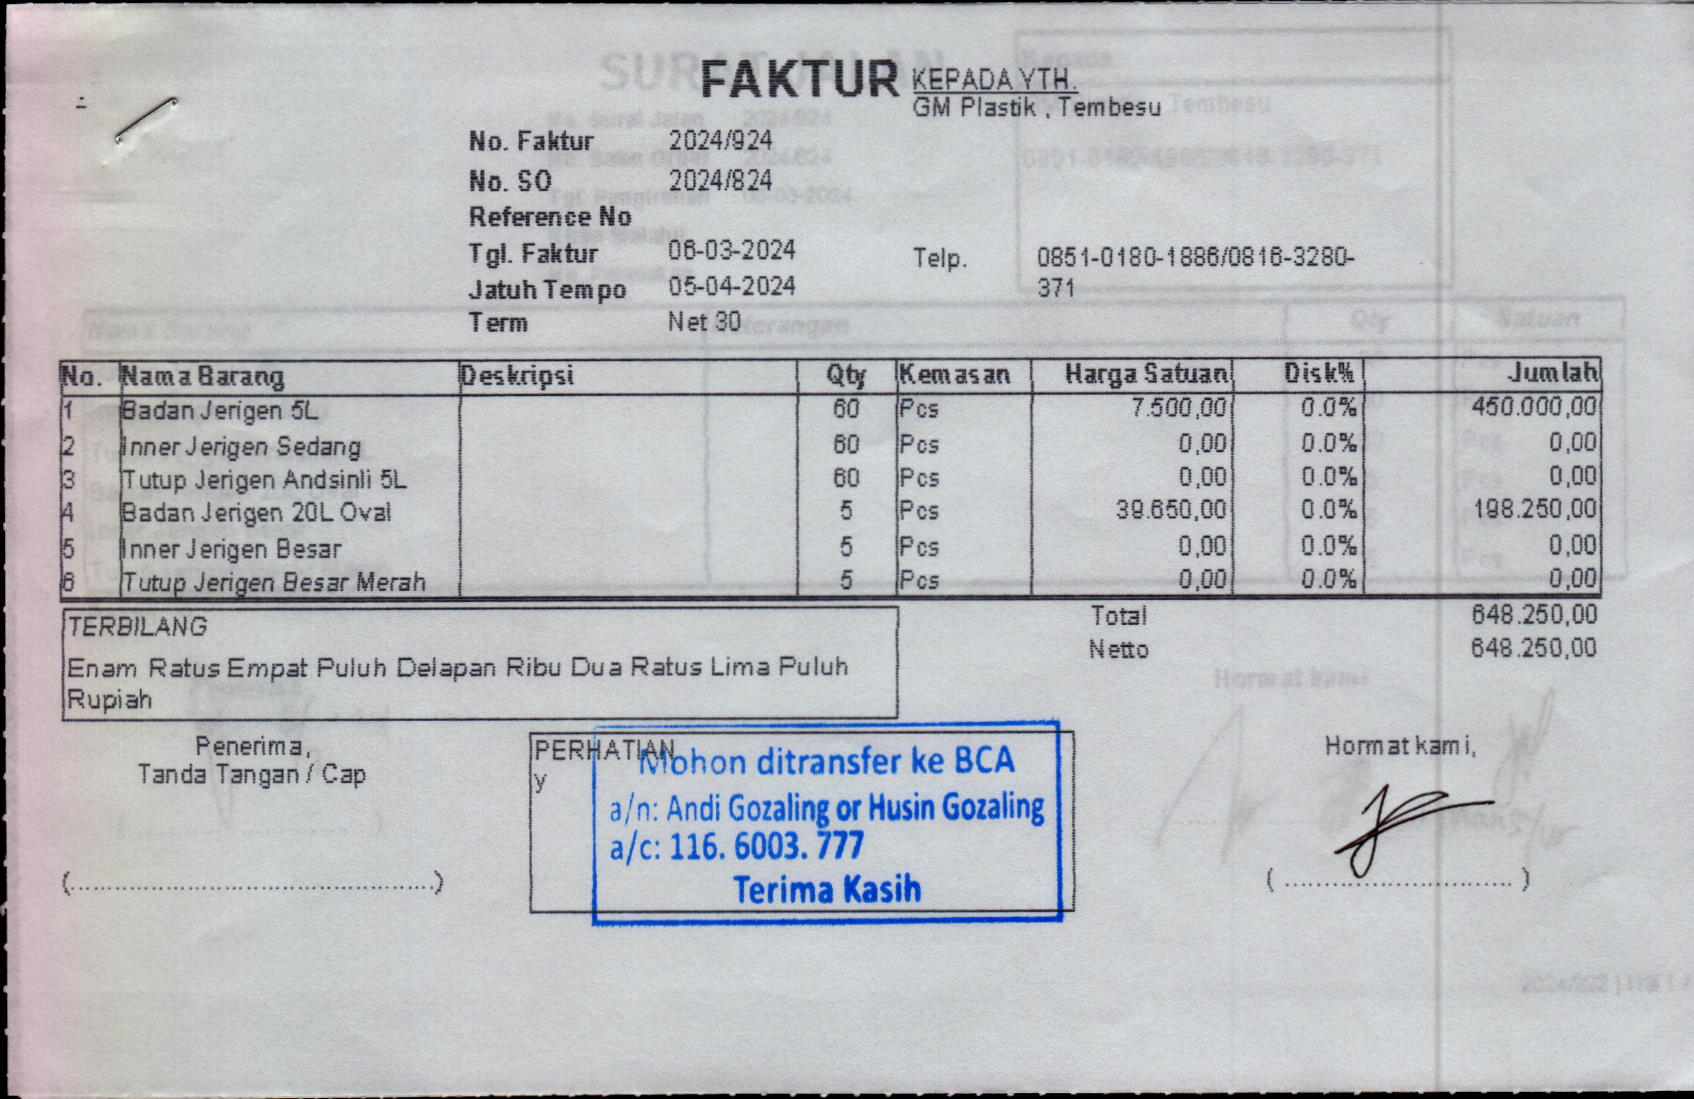 FAKTUR
KEPADA YTH.
GM Plastik , Tembesu
No. Faktur 2024/924
No. SO 2024/824
Reference No
Tgl. Faktur 06-03-2024
Telp. 0851-0180-1886/0816-3280-
371
Jatuh Tempo 05-04-2024
Term Net 30
No. Nama Barang Deskripsi Qty Kemasan Harga Satuan Disk% Jumlah
1 Badan Jerigen 5L 60 Pcs 7.500,00 0.0% 450.000,00
2 Inner Jerigen Sedang 60 Pcs 0,00 0.0% 0,00
3 Tutup Jerigen Andsinli 5L 60 Pcs 0,00 0.0% 0,00
4 Badan Jerigen 20L Oval 5 Pcs 39.650,00 0.0% 198.250,00
5 Inner Jerigen Besar 5 Pcs 0,00 0.0% 0,00
6 Tutup Jerigen Besar Merah 5 Pcs 0,00 0.0% 0,00
Total 648.250,00
Netto 648.250,00
TERBILANG
Enam Ratus Empat Puluh Delapan Ribu Dua Ratus Lima Puluh
Rupiah
Penerima,
Tanda Tangan / Cap
PERHATIAN
y
Mohon ditransfer ke BCA
a/n: Andi Gozaling or Husin Gozaling
a/c: 116. 6003. 777
Terima Kasih
Hormat kami,